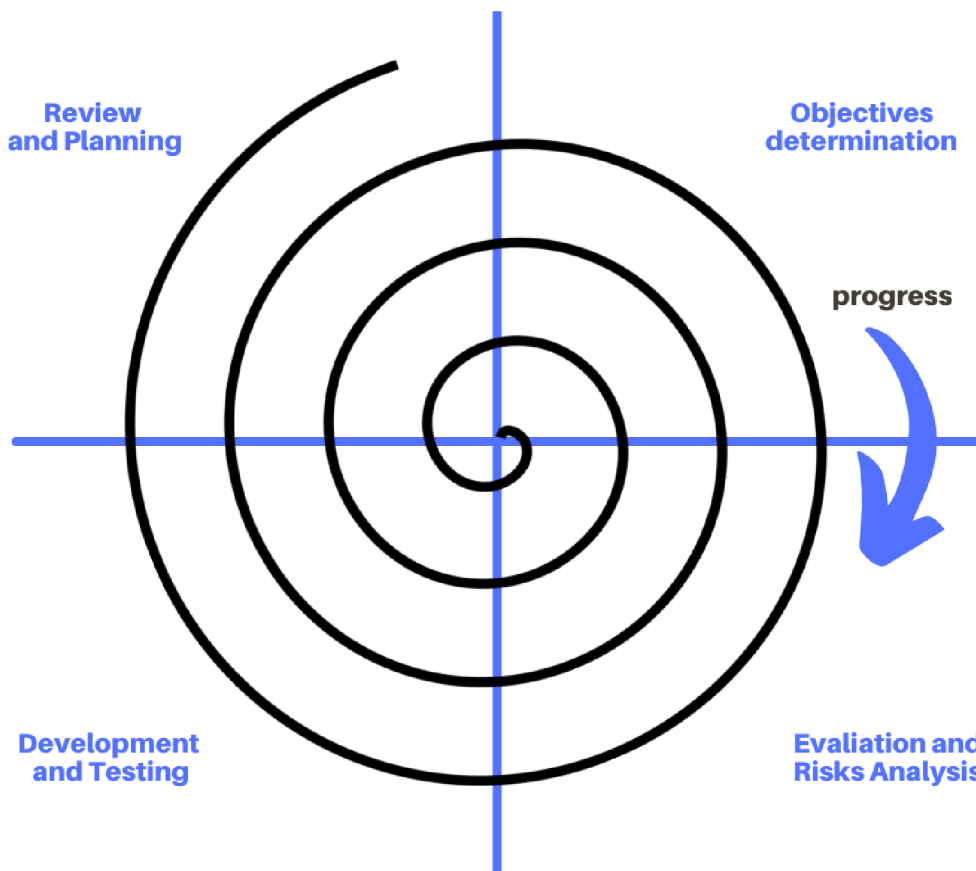 Review
and Planning
Objectives
determination
progress
Development
and Testing
Evaliation and
Risks Analysis